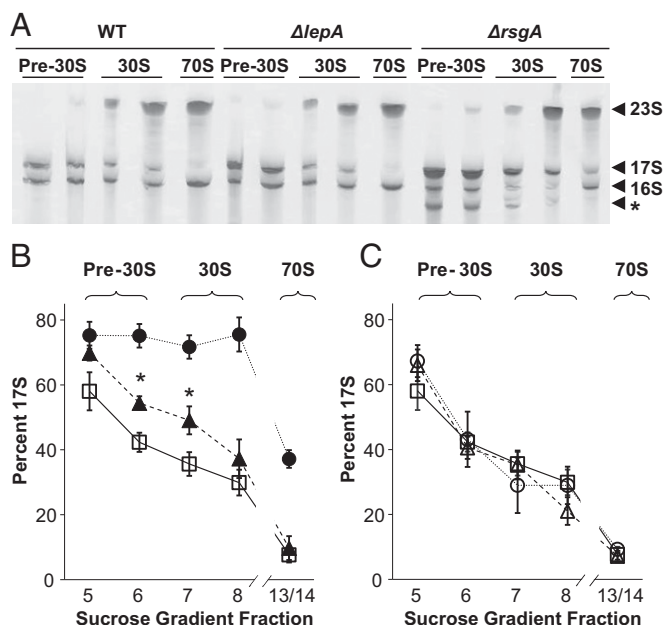 A
WT ΔlepA ΔrsgA
Pre-30S 30S 70S Pre-30S 30S 70S Pre-30S 30S 70S
23S
17S
16S
*
B C
Pre-30S 30S 70S Pre-30S 30S 70S
80 80
60 60
* *
40 40
20 20
0 0
Percent 17S Percent 17S
5 6 7 8 13/14 5 6 7 8 13/14
Sucrose Gradient Fraction Sucrose Gradient Fraction